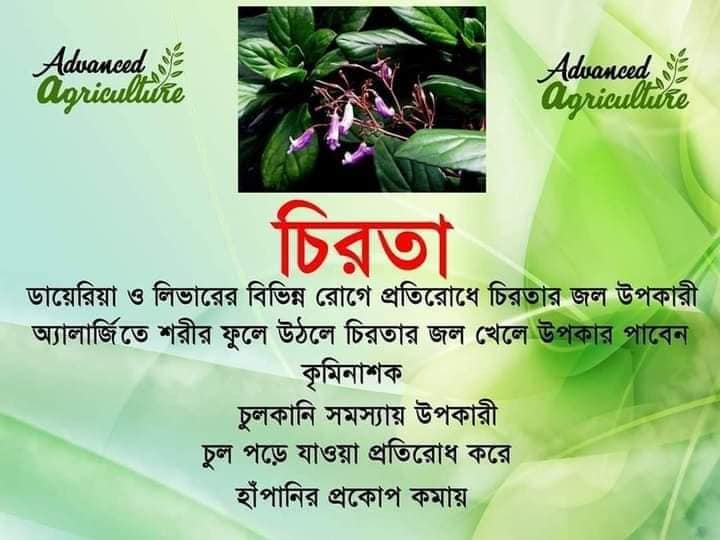 Advanced
Agriculture
Advanced
Agriculture
চিরতা
ডায়েরিয়া ও লিভারের বিভিন্ন রোগে প্রতিরোধে চিরতার জল উপকারী
অ্যালার্জিতে শরীর ফুলে উঠলে চিরতার জল খেলে উপকার পাবেন
কৃমিনাশক
চুলকানি সমস্যায় উপকারী
চুল পড়ে যাওয়া প্রতিরোধ করে
হাঁপানির প্রকোপ কমায়